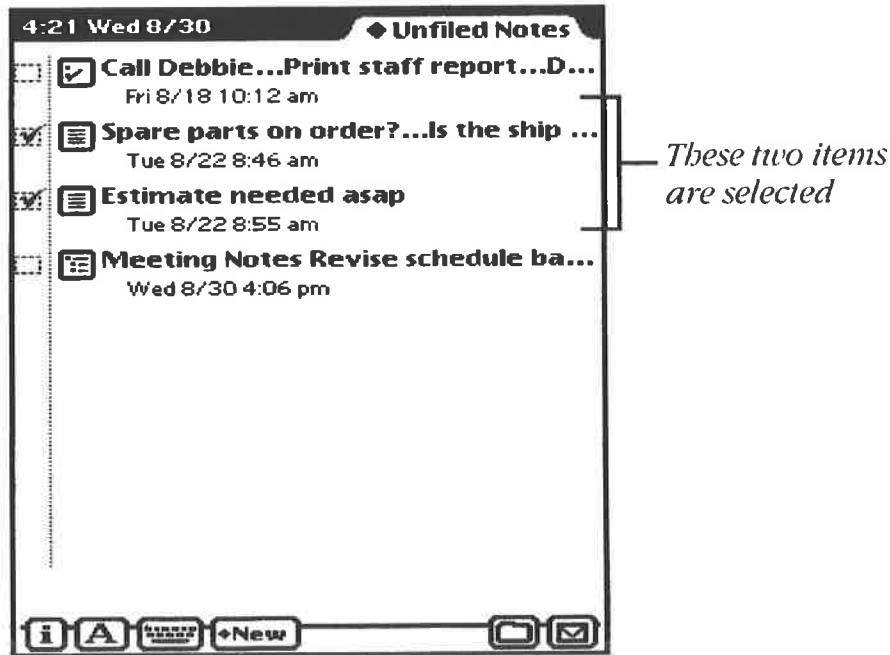 4:21 Wed 8/30
◆ Unfiled Notes
Call Debbie...Print staff report...D...
Fri 8/18 10:12 am
Spare parts on order?...Is the ship ...
Tue 8/22 8:46 am
Estimate needed asap
Tue 8/22 8:55 am
Meeting Notes Revise schedule ba...
Wed 8/30 4:06 pm
These two items
are selected
i A ◆New